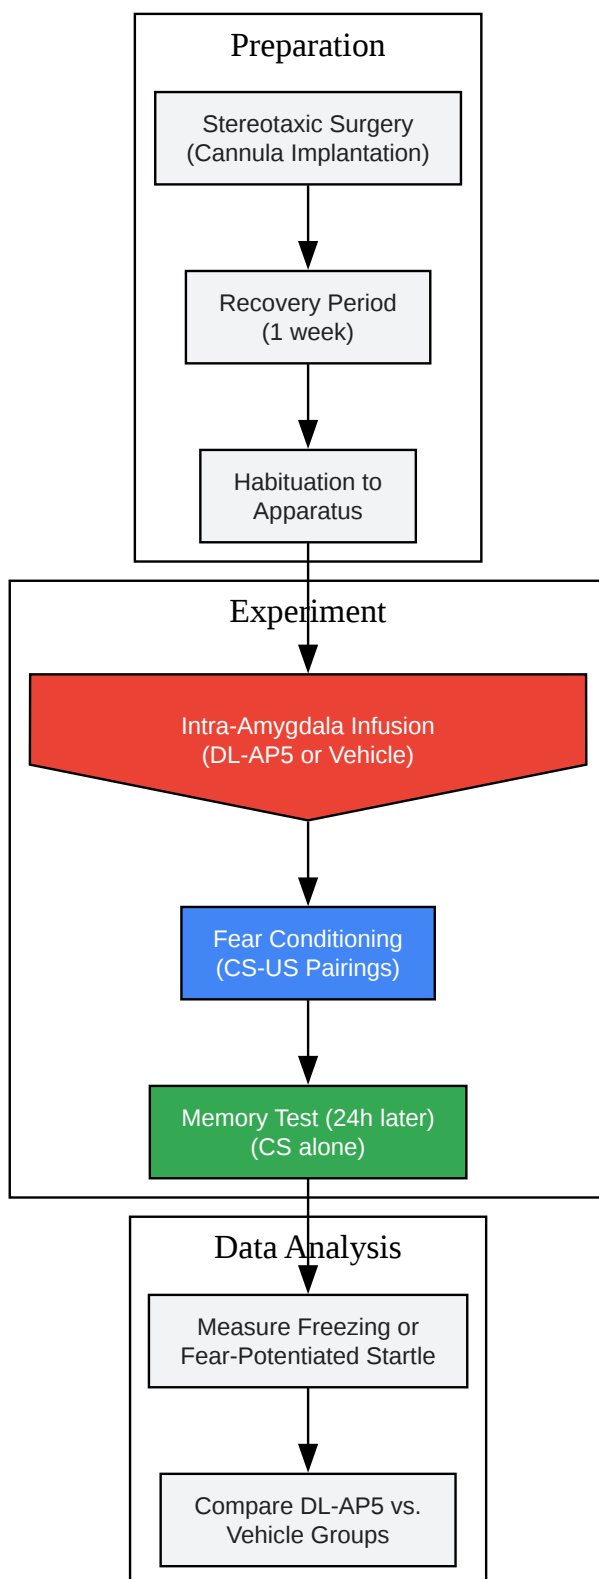 Preparation
Stereotaxic Surgery
(Cannula Implantation)
Recovery Period
(1 week)
Habituation to
Apparatus
Experiment
Intra-Amygdala Infusion
(DL-AP5 or Vehicle)
Fear Conditioning
(CS-US Pairings)
Memory Test (24h later)
(CS alone)
Data Analysis
Measure Freezing or
Fear-Potentiated Startle
Compare DL-AP5 vs.
Vehicle Groups